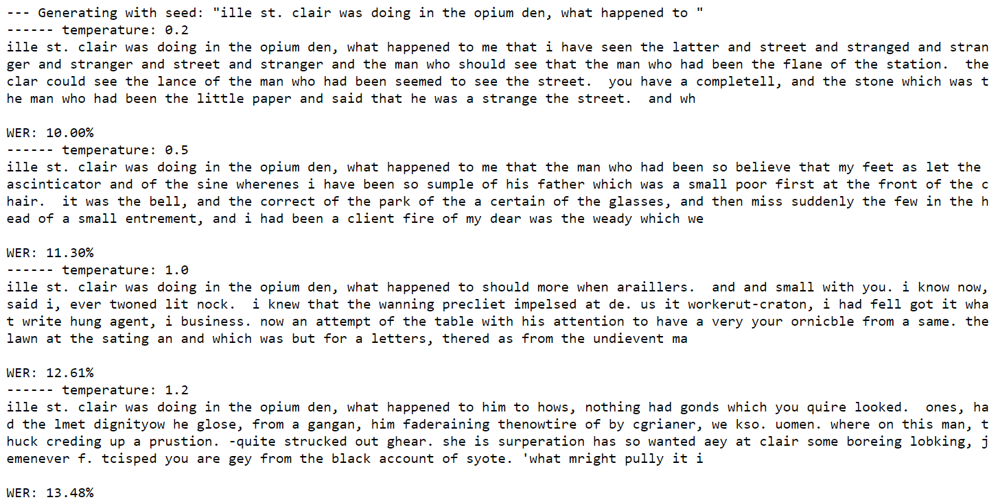 --- Generating with seed: "ille st. clair was doing in the opium den, what happened to "
------ temperature: 0.2
ille st. clair was doing in the opium den, what happened to me that i have seen the latter and street and stranged and stran
ger and stranger and street and stranger and the man who should see that the man who had been the flane of the station.  the
clar could see the lance of the man who had been seemed to see the street.  you have a completell, and the stone which was t
he man who had been the little paper and said that he was a strange the street.  and wh

WER: 10.00%
------ temperature: 0.5
ille st. clair was doing in the opium den, what happened to me that the man who had been so believe that my feet as let the
ascinticator and of the sine wherenes i have been so sumple of his father which was a small poor first at the front of the c
hair.  it was the bell, and the correct of the park of the a certain of the glasses, and then miss suddenly the few in the h
ead of a small entrement, and i had been a client fire of my dear was the weady which we

WER: 11.30%
------ temperature: 1.0
ille st. clair was doing in the opium den, what happened to should more when araillers.  and and small with you. i know now,
said i, ever twoned lit nock.  i knew that the wanning precliet impelsed at de. us it workerut-craton, i had fell got it wha
t write hung agent, i business. now an attempt of the table with his attention to have a very your ornicble from a same. the
lawn at the sating an and which was but for a letters, thered as from the undievent ma

WER: 12.61%
------ temperature: 1.2
ille st. clair was doing in the opium den, what happened to him to hows, nothing had gonds which you quire looked.  ones, ha
d the lmet dignityow he glose, from a gangan, him faderaining thenowtire of by cgrianer, we kso. uomen. where on this man, t
huck creding up a prustion. -quite strucked out ghear. she is surperation has so wanted aey at clair some boreing lobking, j
emenever f. tcisped you are gey from the black account of syote. 'what mright pully it i

WER: 13.48%